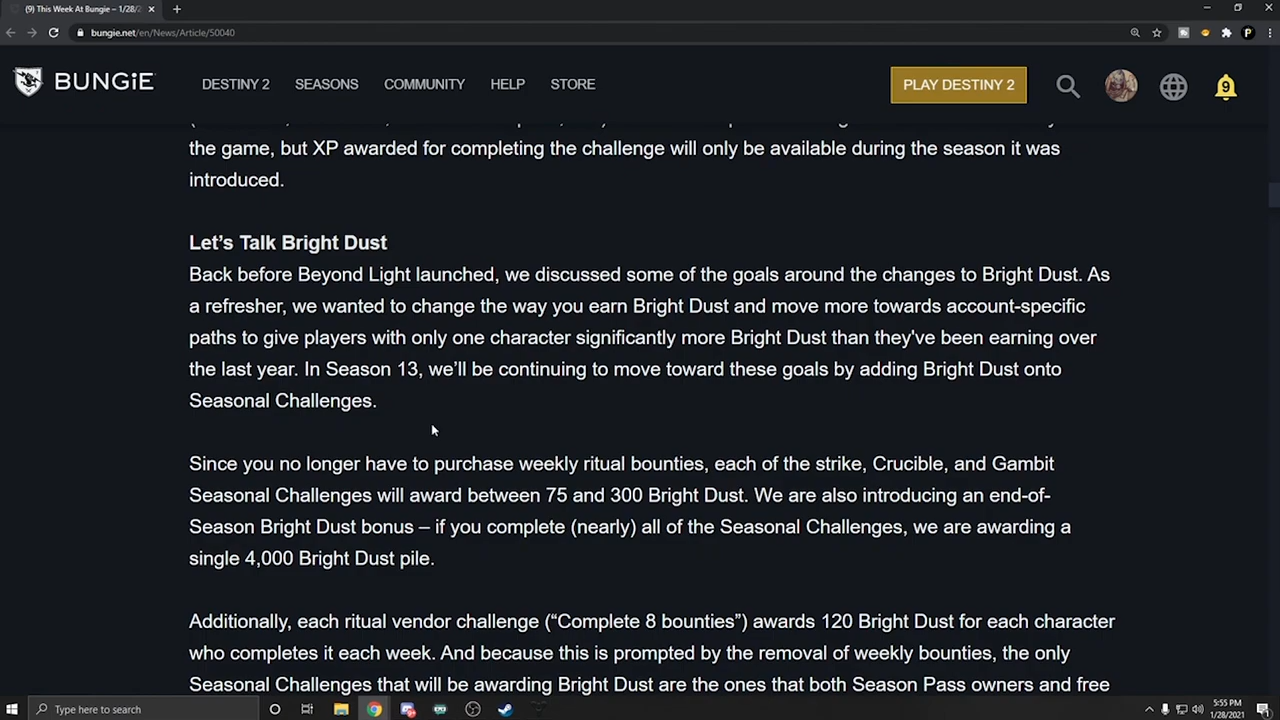 (9) This Week At Bungie – 1/28/
bungie.net/en/News/Article/50040
P
BUNGiE
DESTINY 2
SEASONS
COMMUNITY
HELP
STORE
PLAY DESTINY 2
9
the game, but XP awarded for completing the challenge will only be available during the season it was
introduced.
Let's Talk Bright Dust
Back before Beyond Light launched, we discussed some of the goals around the changes to Bright Dust. As
a refresher, we wanted to change the way you earn Bright Dust and move more towards account-specific
paths to give players with only one character significantly more Bright Dust than they've been earning over
the last year. In Season 13, we'll be continuing to move toward these goals by adding Bright Dust onto
Seasonal Challenges.
Since you no longer have to purchase weekly ritual bounties, each of the strike, Crucible, and Gambit
Seasonal Challenges will award between 75 and 300 Bright Dust. We are also introducing an end-of-
Season Bright Dust bonus – if you complete (nearly) all of the Seasonal Challenges, we are awarding a
single 4,000 Bright Dust pile.
Additionally, each ritual vendor challenge (“Complete 8 bounties”) awards 120 Bright Dust for each character
who completes it each week. And because this is prompted by the removal of weekly bounties, the only
Seasonal Challenges that will be awarding Bright Dust are the ones that both Season Pass owners and free
Type here to search
5:55 PM
1/28/2021